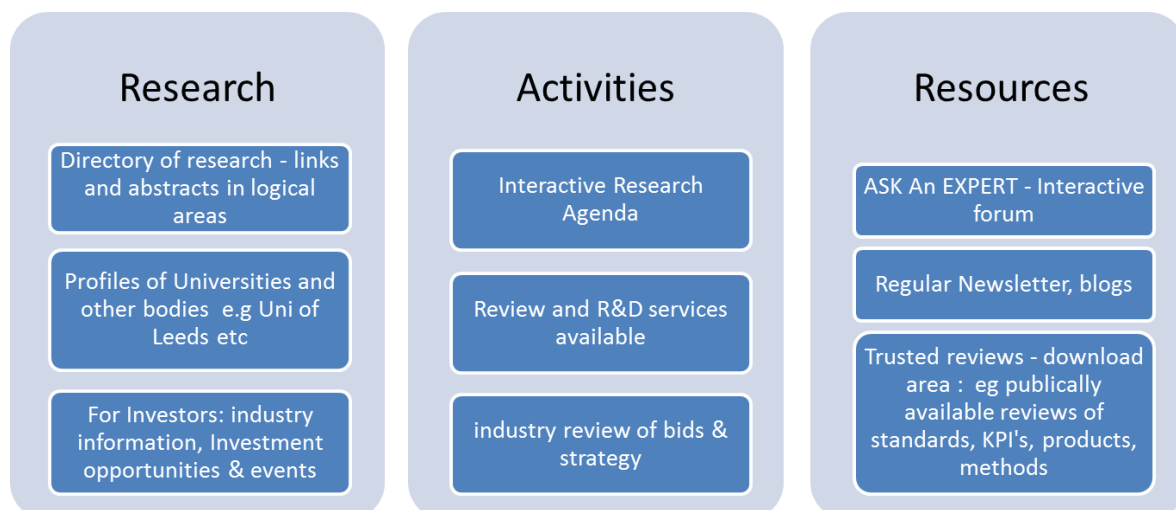 Research
Directory of research - links
and abstracts in logical
areas
Profiles of Universities and
other bodies  e.g Uni of
Leeds etc
For Investors: industry
information, Investment
opportunities & events
Activities
Interactive Research
Agenda
Review and R&D services
available
industry review of bids &
strategy
Resources
ASK An EXPERT - Interactive
forum
Regular Newsletter, blogs
Trusted reviews - download
area :  eg publically
available reviews of
standards, KPI's, products,
methods